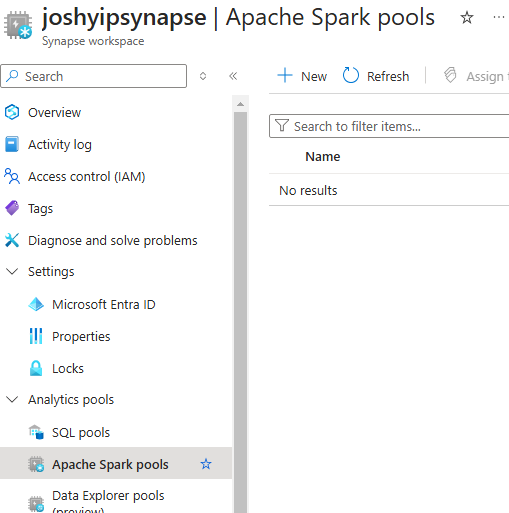 joshyipsynapse | Apache Spark pools
Synapse workspace
Search
New
Refresh
Assign t
Search to filter items...
Name
No results
Overview
Activity log
Access control (IAM)
Tags
Diagnose and solve problems
Settings
Microsoft Entra ID
Properties
Locks
Analytics pools
SQL pools
Apache Spark pools
Data Explorer pools
(preview)